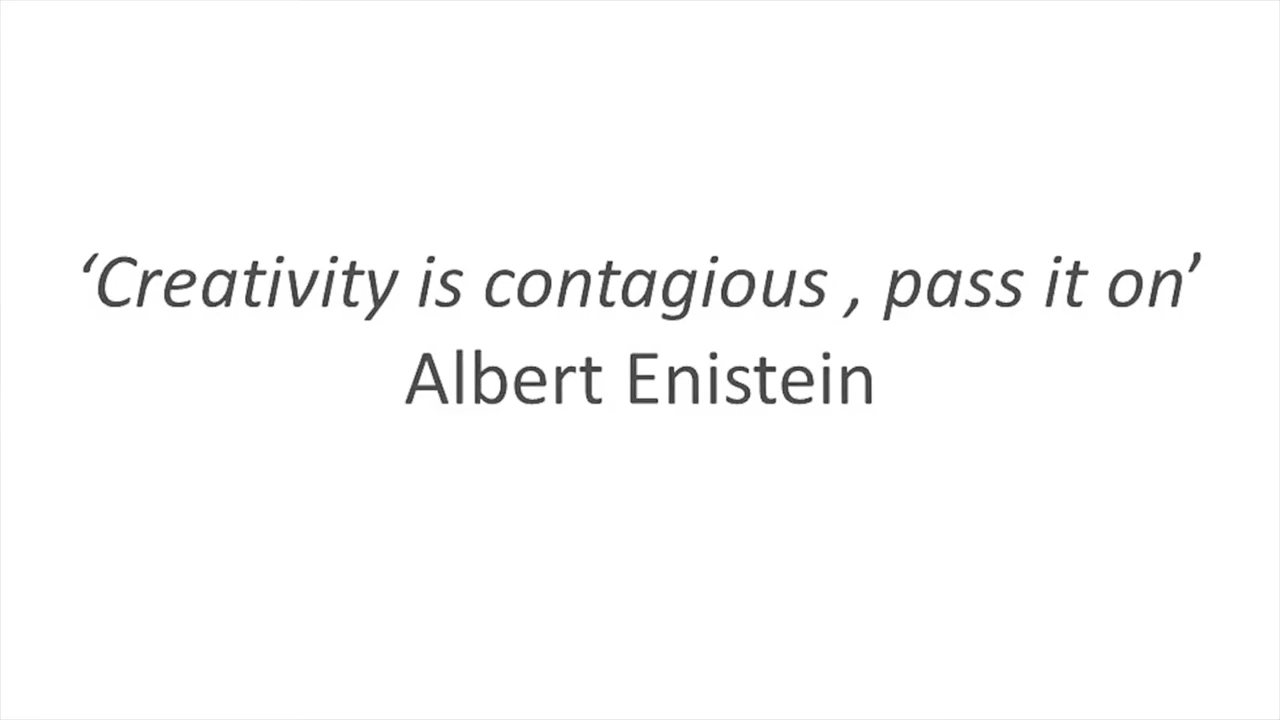 ‘Creativity is contagious , pass it on’
Albert Enistein